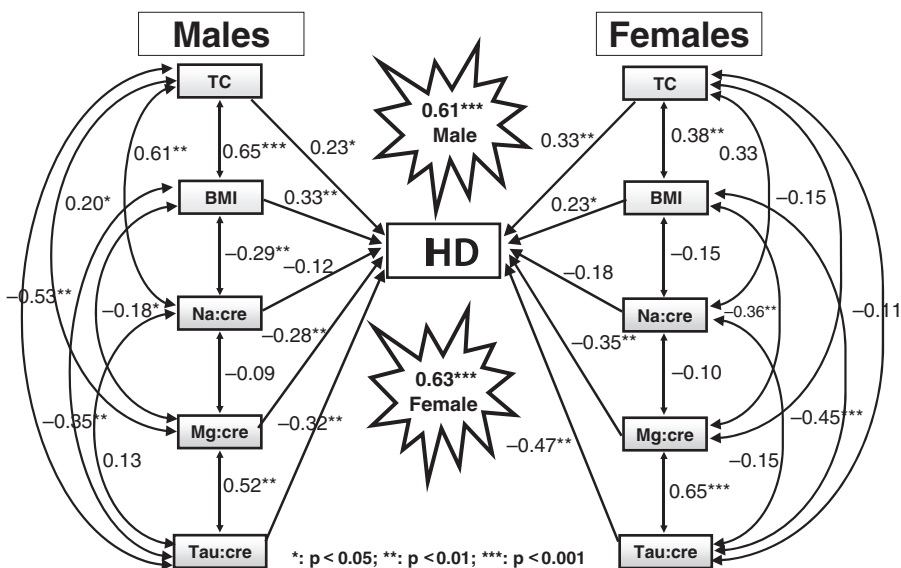 Males
Females
TC
TC
0.61***
Male
0.61**
0.65***
0.23*
0.33**
0.38**
0.33
0.20*
BMI
0.33**
0.23*
BMI
−0.15
HD
−0.29**
−0.12
−0.18
−0.15
−0.53**
−0.18*
Na:cre
Na:cre
−0.36**
−0.11
−0.28**
−0.35**
−0.09
0.63***
Female
−0.10
−0.35**
Mg:cre
−0.32**
Mg:cre
−0.45***
0.13
−0.47**
−0.15
0.52**
0.65***
Tau:cre
*: p < 0.05; **: p < 0.01; ***: p < 0.001
Tau:cre